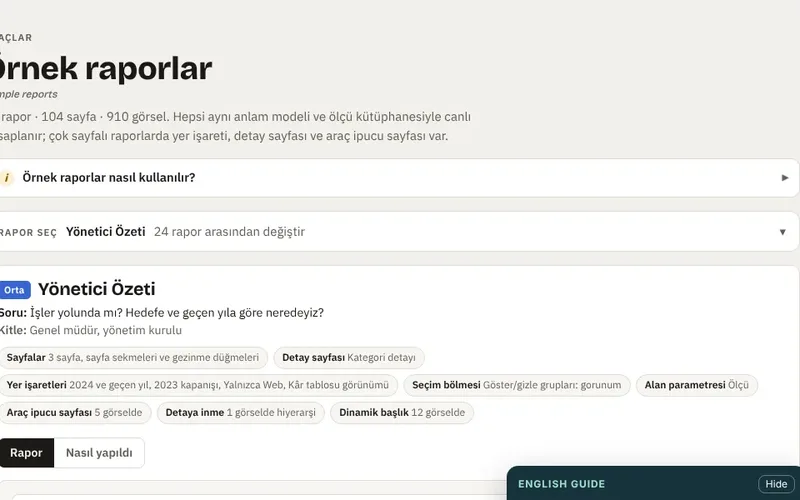 AÇLAR
Örnek raporlar
mple reports
rapor · 104 sayfa · 910 görsel. Hepsi aynı anlam modeli ve ölçü kütüphanesiyle canlı
saplanır; çok sayfalı raporlarda yer işareti, detay sayfası ve araç ipucu sayfası var.
i Örnek raporlar nasıl kullanılır?
RAPOR SEÇ Yönetici Özeti 24 rapor arasından değiştir
Orta Yönetici Özeti
Soru: İşler yolunda mı? Hedefe ve geçen yıla göre neredeyiz?
Kitle: Genel müdür, yönetim kurulu
Sayfalar 3 sayfa, sayfa sekmeleri ve gezinme düğmeleri Detay sayfası Kategori detayı
Yer işaretleri 2024 ve geçen yıl, 2023 kapanışı, Yalnızca Web, Kâr tablosu görünümü Seçim bölmesi Göster/gizle grupları: gorunum Alan parametresi Ölçü
Araç ipucu sayfası 5 görselde Detaya inme 1 görselde hiyerarşi Dinamik başlık 12 görselde
Rapor Nasıl yapıldı
ENGLISH GUIDE Hide